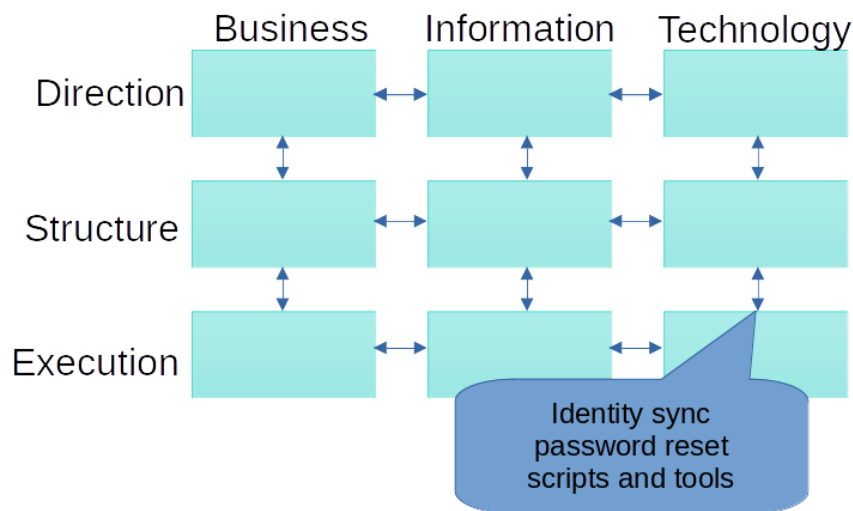 Business Information Technology
Direction
Structure
Execution
Identity sync
password reset
scripts and tools